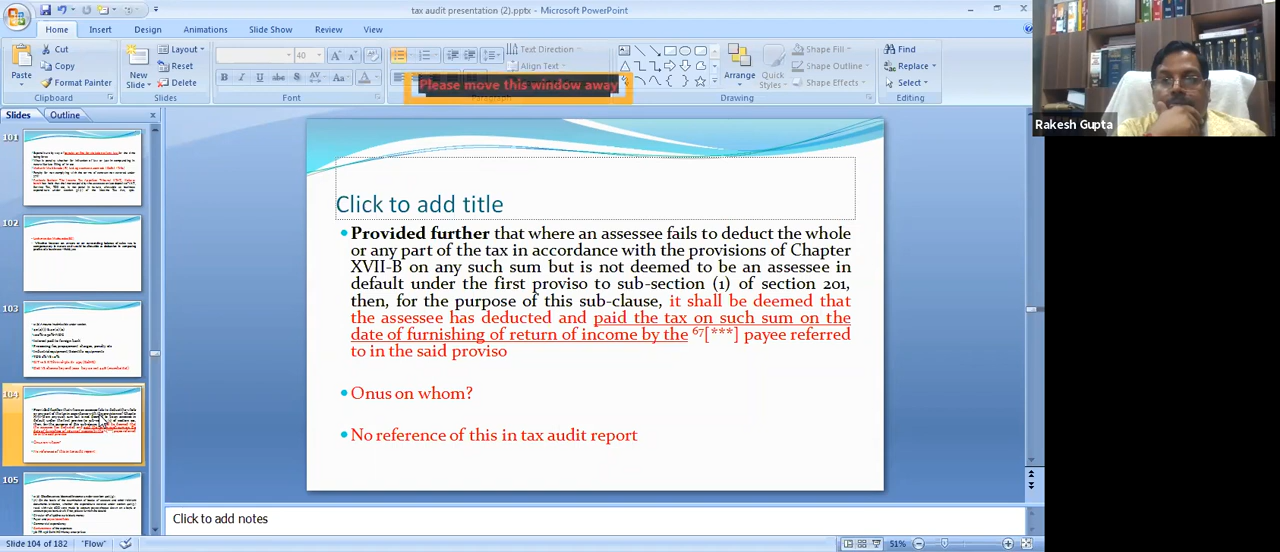 tax audit presentation (2).pptx - Microsoft PowerPoint
Home Insert Design Animations Slide Show Review View
Paste
Cut
Copy
Format Painter
Clipboard
New
Slide
Layout
Reset
Delete
Slides
Font
Paragraph
Text Direction
Align Text
Please move this window away
Arrange
Quick
Styles
Shape Fill
Shape Outline
Shape Effects
Drawing
Find
Replace
Select
Editing
Rakesh Gupta
Slides Outline
101
102
103
104
105
Click to add title
Provided further that where an assessee fails to deduct the whole
or any part of the tax in accordance with the provisions of Chapter
XVII-B on any such sum but is not deemed to be an assessee in
default under the first proviso to sub-section (1) of section 201,
then, for the purpose of this sub-clause, it shall be deemed that
the assessee has deducted and paid the tax on such sum on the
date of furnishing of return of income by the 67[***] payee referred
to in the said proviso
Onus on whom?
No reference of this in tax audit report
Click to add notes
Slide 104 of 182 "Flow" 51%